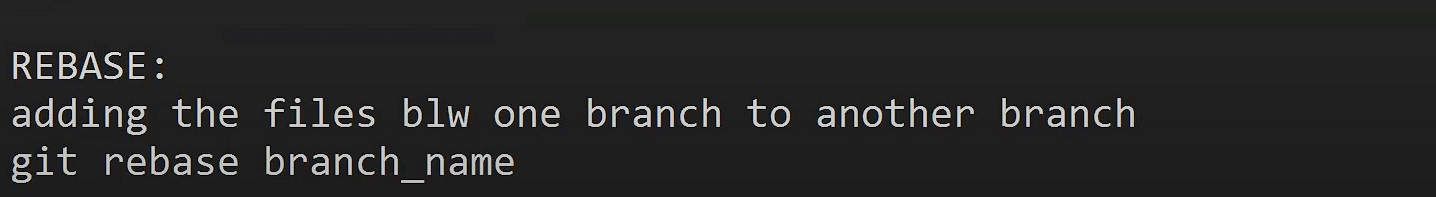 REBASE:
adding the files blw one branch to another branch
git rebase branch_name